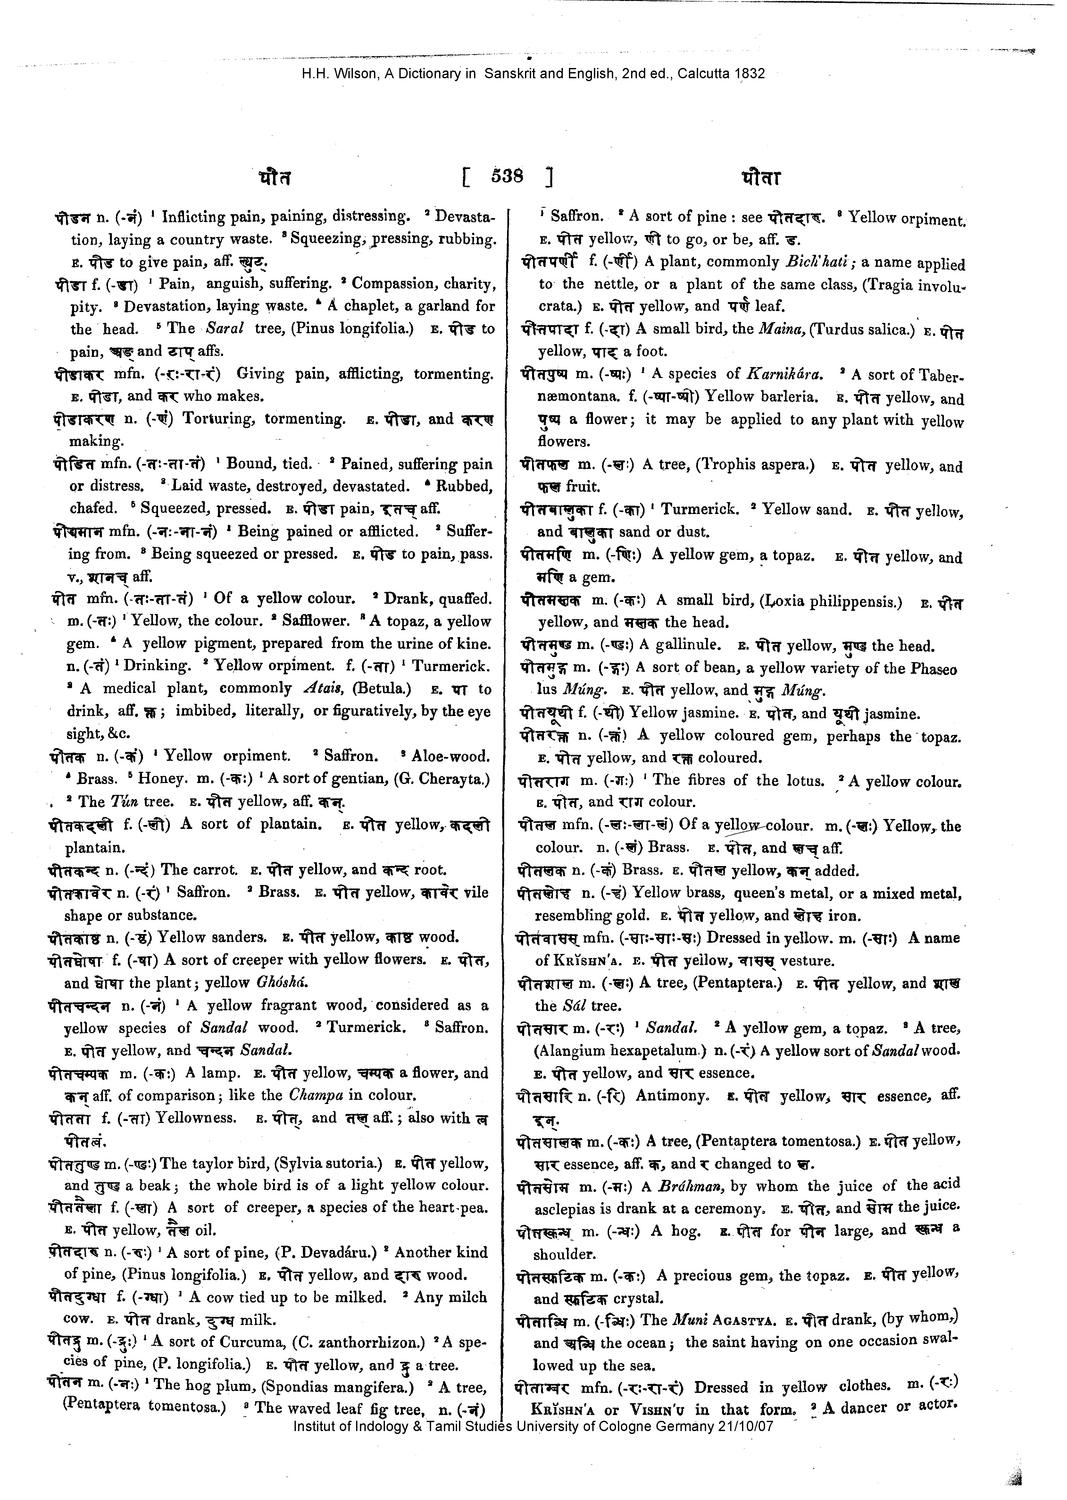 H.H. Wilson, A Dictionary in Sanskrit and English, 2nd ed., Calcutta 1832
पीत [ 538 ] पीता
पीडन n. (-नं) ¹ Inflicting pain, paining, distressing. ² Devasta-
tion, laying a country waste. ³ Squeezing, pressing, rubbing.
E. पीड to give pain, aff. ल्युट्.
पीडा f. (-डा) ¹ Pain, anguish, suffering. ² Compassion, charity,
pity. ³ Devastation, laying waste. ⁴ A chaplet, a garland for
the head. ⁵ The Saral tree, (Pinus longifolia.) E. पीड to
pain, अङ् and टाप् affs.
पीडाकर mfn. (-रः-रा-रं) Giving pain, afflicting, tormenting.
E. पीडा, and कर who makes.
पीडाकरण n. (-णं) Torturing, tormenting. E. पीडा, and करण
making.
पीडित mfn. (-तः-ता-तं) ¹ Bound, tied. ² Pained, suffering pain
or distress. ³ Laid waste, destroyed, devastated. ⁴ Rubbed,
chafed. ⁵ Squeezed, pressed. E. पीडा pain, इतच् aff.
पीद्यमान mfn. (-नः-ना-नं) ¹ Being pained or afflicted. ² Suffer-
ing from. ³ Being squeezed or pressed. E. पीड to pain, pass.
v., शानच् aff.
पीत mfn. (-तः-ता-तं) ¹ Of a yellow colour. ² Drank, quaffed.
m. (-तः) ¹ Yellow, the colour. ² Safflower. ³ A topaz, a yellow
gem. ⁴ A yellow pigment, prepared from the urine of kine.
n. (-तं) ¹ Drinking. ² Yellow orpiment. f. (-ता) ¹ Turmerick.
² A medical plant, commonly Atais, (Betula.) E. पा to
drink, aff. क्त; imbibed, literally, or figuratively, by the eye
sight, &c.
पीतक n. (-कं) ¹ Yellow orpiment. ² Saffron. ³ Aloe-wood.
⁴ Brass. ⁵ Honey. m. (-कः) ¹ A sort of gentian, (G. Cherayta.)
² The Tún tree. E. पीत yellow, aff. कन्.
पीतकदली f. (-ली) A sort of plantain. E. पीत yellow, कदली
plantain.
पीतकन्द n. (-न्दं) The carrot. E. पीत yellow, and कन्द root.
पीतकावेर n. (-रं) ¹ Saffron. ² Brass. E. पीत yellow, कावेर vile
shape or substance.
पीतकाष्ठ n. (-ष्ठं) Yellow sanders. E. पीत yellow, काष्ठ wood.
पीतघोषा f. (-षा) A sort of creeper with yellow flowers. E. पीत,
and घोषा the plant; yellow Ghóshá.
पीतचन्दन n. (-नं) ¹ A yellow fragrant wood, considered as a
yellow species of Sandal wood. ² Turmerick. ³ Saffron.
E. पीत yellow, and चन्दन Sandal.
पीतचम्पक m. (-कः) A lamp. E. पीत yellow, चम्पक a flower, and
कन् aff. of comparison; like the Champa in colour.
पीतता f. (-ता) Yellowness. E. पीत, and तल् aff.; also with त्व
पीतत्वं.
पीततुण्ड m. (-ण्डः) The taylor bird, (Sylvia sutoria.) E. पीत yellow,
and तुण्ड a beak; the whole bird is of a light yellow colour.
पीततैला f. (-ला) A sort of creeper, a species of the heart-pea.
E. पीत yellow, तैल oil.
पीतदारु n. (-रुः) ¹ A sort of pine, (P. Devadáru.) ² Another kind
of pine, (Pinus longifolia.) E. पीत yellow, and दारु wood.
पीतदुग्धा f. (-ग्धा) ¹ A cow tied up to be milked. ² Any milch
cow. E. पीत drank, दुग्ध milk.
पीतद्रु m. (-द्रुः) ¹ A sort of Curcuma, (C. zanthorrhizon.) ² A spe-
cies of pine, (P. longifolia.) E. पीत yellow, and द्रु a tree.
पीतन m. (-नः) ¹ The hog plum, (Spondias mangifera.) ² A tree,
(Pentaptera tomentosa.) ³ The waved leaf fig tree, n. (-नं)
¹ Saffron. ² A sort of pine : see पीतदारु. ³ Yellow orpiment.
E. पीत yellow, णी to go, or be, aff. ड.
पीतपर्णी f. (-र्णी) A plant, commonly Bich'hati; a name applied
to the nettle, or a plant of the same class, (Tragia involu-
crata.) E. पीत yellow, and पर्ण leaf.
पीतपादा f. (-दा) A small bird, the Maina, (Turdus salica.) E. पीत
yellow, पाद a foot.
पीतपुष्प m. (-ष्पः) ¹ A species of Karnikára. ² A sort of Taber-
næmontana. f. (-ष्पा-ष्पी) Yellow barleria. E. पीत yellow, and
पुष्प a flower; it may be applied to any plant with yellow
flowers.
पीतफल m. (-लः) A tree, (Trophis aspera.) E. पीत yellow, and
फल fruit.
पीतबालुका f. (-का) ¹ Turmerick. ² Yellow sand. E. पीत yellow,
and बालुका sand or dust.
पीतमणि m. (-णिः) A yellow gem, a topaz. E. पीत yellow, and
मणि a gem.
पीतमस्तक m. (-कः) A small bird, (Loxia philippensis.) E. पीत
yellow, and मस्तक the head.
पीतमुण्ड m. (-ण्डः) A gallinule. E. पीत yellow, मुण्ड the head.
पीतमुद्ग m. (-द्गः) A sort of bean, a yellow variety of the Phaseo
lus Múng. E. पीत yellow, and मुद्ग Múng.
पीतयूथी f. (-थी) Yellow jasmine. E. पीत, and यूथी jasmine.
पीतरक्त n. (-क्तं) A yellow coloured gem, perhaps the topaz.
E. पीत yellow, and रक्त coloured.
पीतराग m. (-गः) ¹ The fibres of the lotus. ² A yellow colour.
E. पीत, and राग colour.
पीतल mfn. (-लः-ला-लं) Of a yellow colour. m. (-लः) Yellow, the
colour. n. (-लं) Brass. E. पीत, and लच् aff.
पीतलक n. (-कं) Brass. E. पीतल yellow, कन् added.
पीतलोह n. (-हं) Yellow brass, queen's metal, or a mixed metal,
resembling gold. E. पीत yellow, and लोह iron.
पीतवासस् mfn. (-साः-साः-सः) Dressed in yellow. m. (-साः) A name
of KRĬSHN'A. E. पीत yellow, वासस् vesture.
पीतशाल m. (-लः) A tree, (Pentaptera.) E. पीत yellow, and शाल
the Sál tree.
पीतसार m. (-रः) ¹ Sandal. ² A yellow gem, a topaz. ³ A tree,
(Alangium hexapetalum.) n. (-रं) A yellow sort of Sandal wood.
E. पीत yellow, and सार essence.
पीतसारि n. (-रि) Antimony. E. पीत yellow, सार essence, aff.
इन्.
पीतसालक m. (-कः) A tree, (Pentaptera tomentosa.) E. पीत yellow,
सार essence, aff. क, and र changed to ल.
पीतसोम m. (-मः) A Bráhman, by whom the juice of the acid
asclepias is drank at a ceremony. E. पीत, and सोम the juice.
पीतस्कन्ध m. (-न्धः) A hog. E. पीत for पीन large, and स्कन्ध a
shoulder.
पीतस्फटिक m. (-कः) A precious gem, the topaz. E. पीत yellow,
and स्फटिक crystal.
पीताब्धि m. (-ब्धिः) The Muni AGASTYA. E. पीत drank, (by whom,)
and अब्धि the ocean; the saint having on one occasion swal-
lowed up the sea.
पीताम्बर mfn. (-रः-रा-रं) Dressed in yellow clothes. m. (-रः)
KRĬSHN'A or VISHN'U in that form. ² A dancer or actor.
Institut of Indology & Tamil Studies University of Cologne Germany 21/10/07